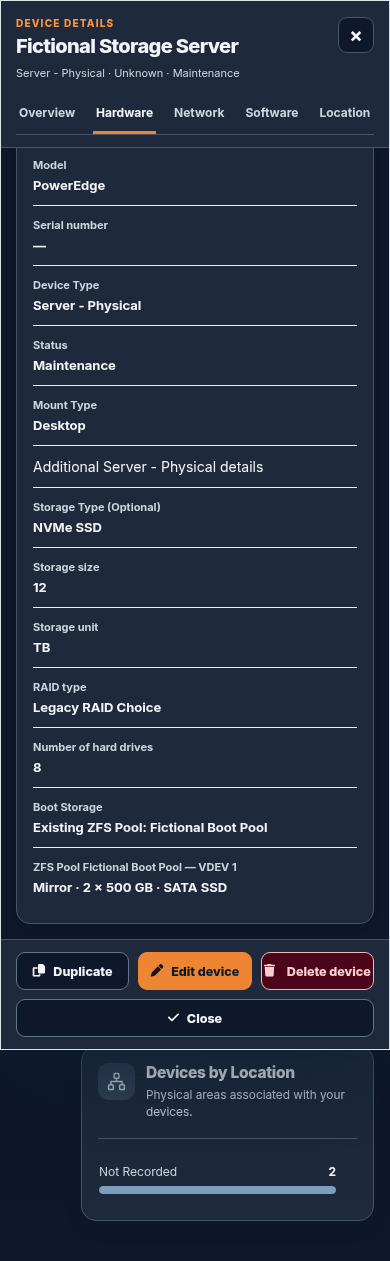 DEVICE DETAILS
Fictional Storage Server
Server - Physical · Unknown · Maintenance
Overview Hardware Network Software Location
Model
PowerEdge
Serial number
—
Device Type
Server - Physical
Status
Maintenance
Mount Type
Desktop
Additional Server - Physical details
Storage Type (Optional)
NVMe SSD
Storage size
12
Storage unit
TB
RAID type
Legacy RAID Choice
Number of hard drives
8
Boot Storage
Existing ZFS Pool: Fictional Boot Pool
ZFS Pool Fictional Boot Pool — VDEV 1
Mirror · 2 × 500 GB · SATA SSD
Duplicate Edit device Delete device
Close
Devices by Location
Physical areas associated with your
devices.
Not Recorded 2